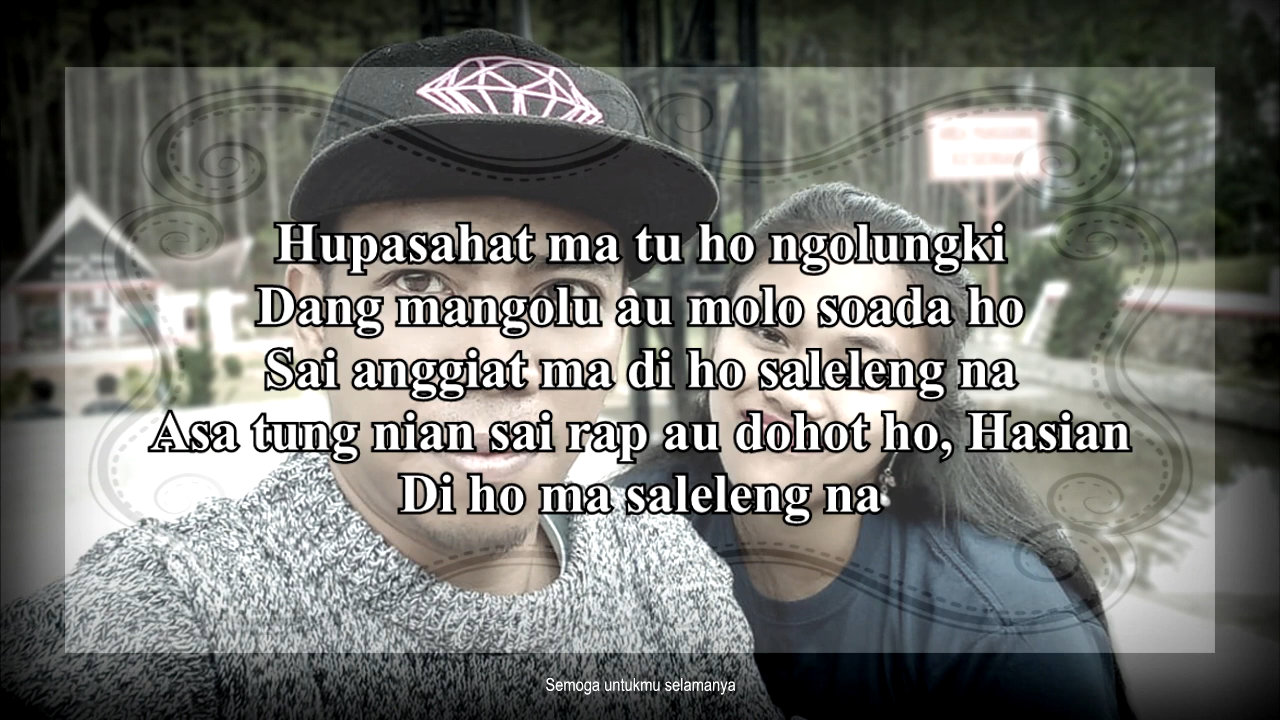 Hupasahat ma tu ho ngolungki
Dang mangolu au molo soada ho
Sai anggiat ma di ho saleleng na
Asa tung nian sai rap au dohot ho, Hasian
Di ho ma saleleng na
Semoga untukmu selamanya